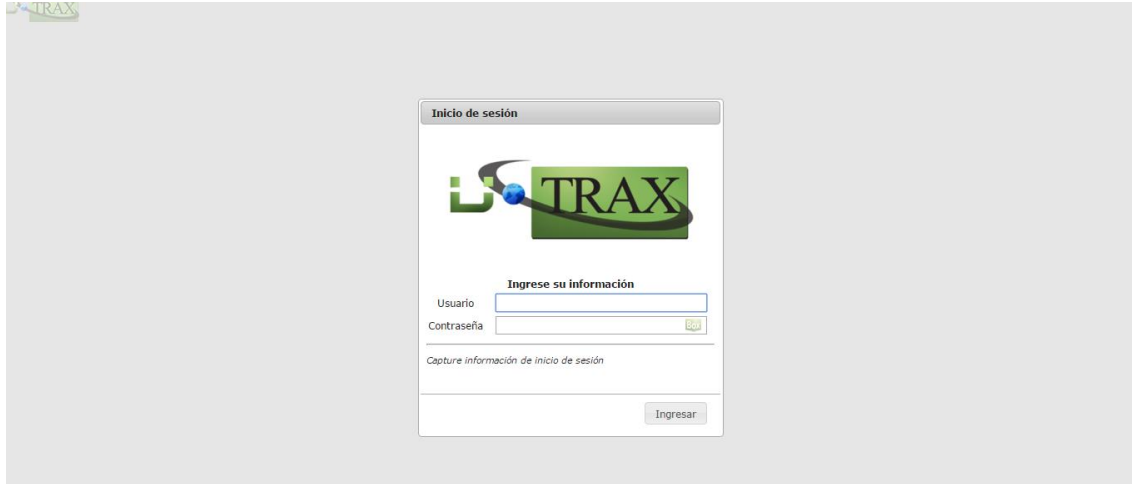 TRAX
Inicio de sesión
TRAX
Ingrese su información
Usuario
Contraseña
Capture información de inicio de sesión
Ingresar